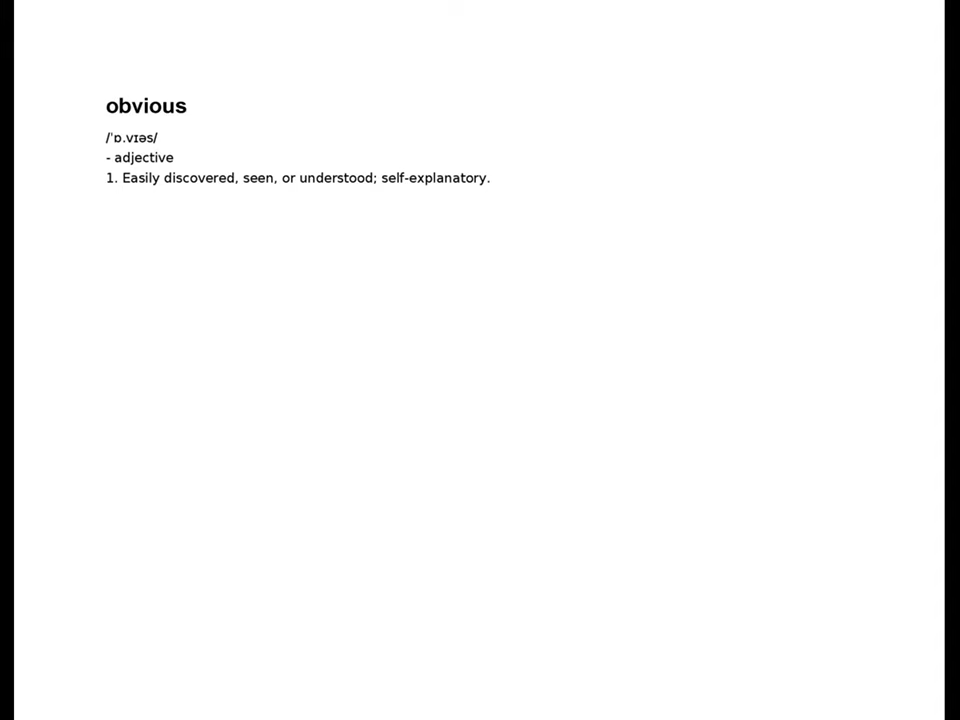 obvious
/ˈɒ.vɪəs/
- adjective
1. Easily discovered, seen, or understood; self-explanatory.